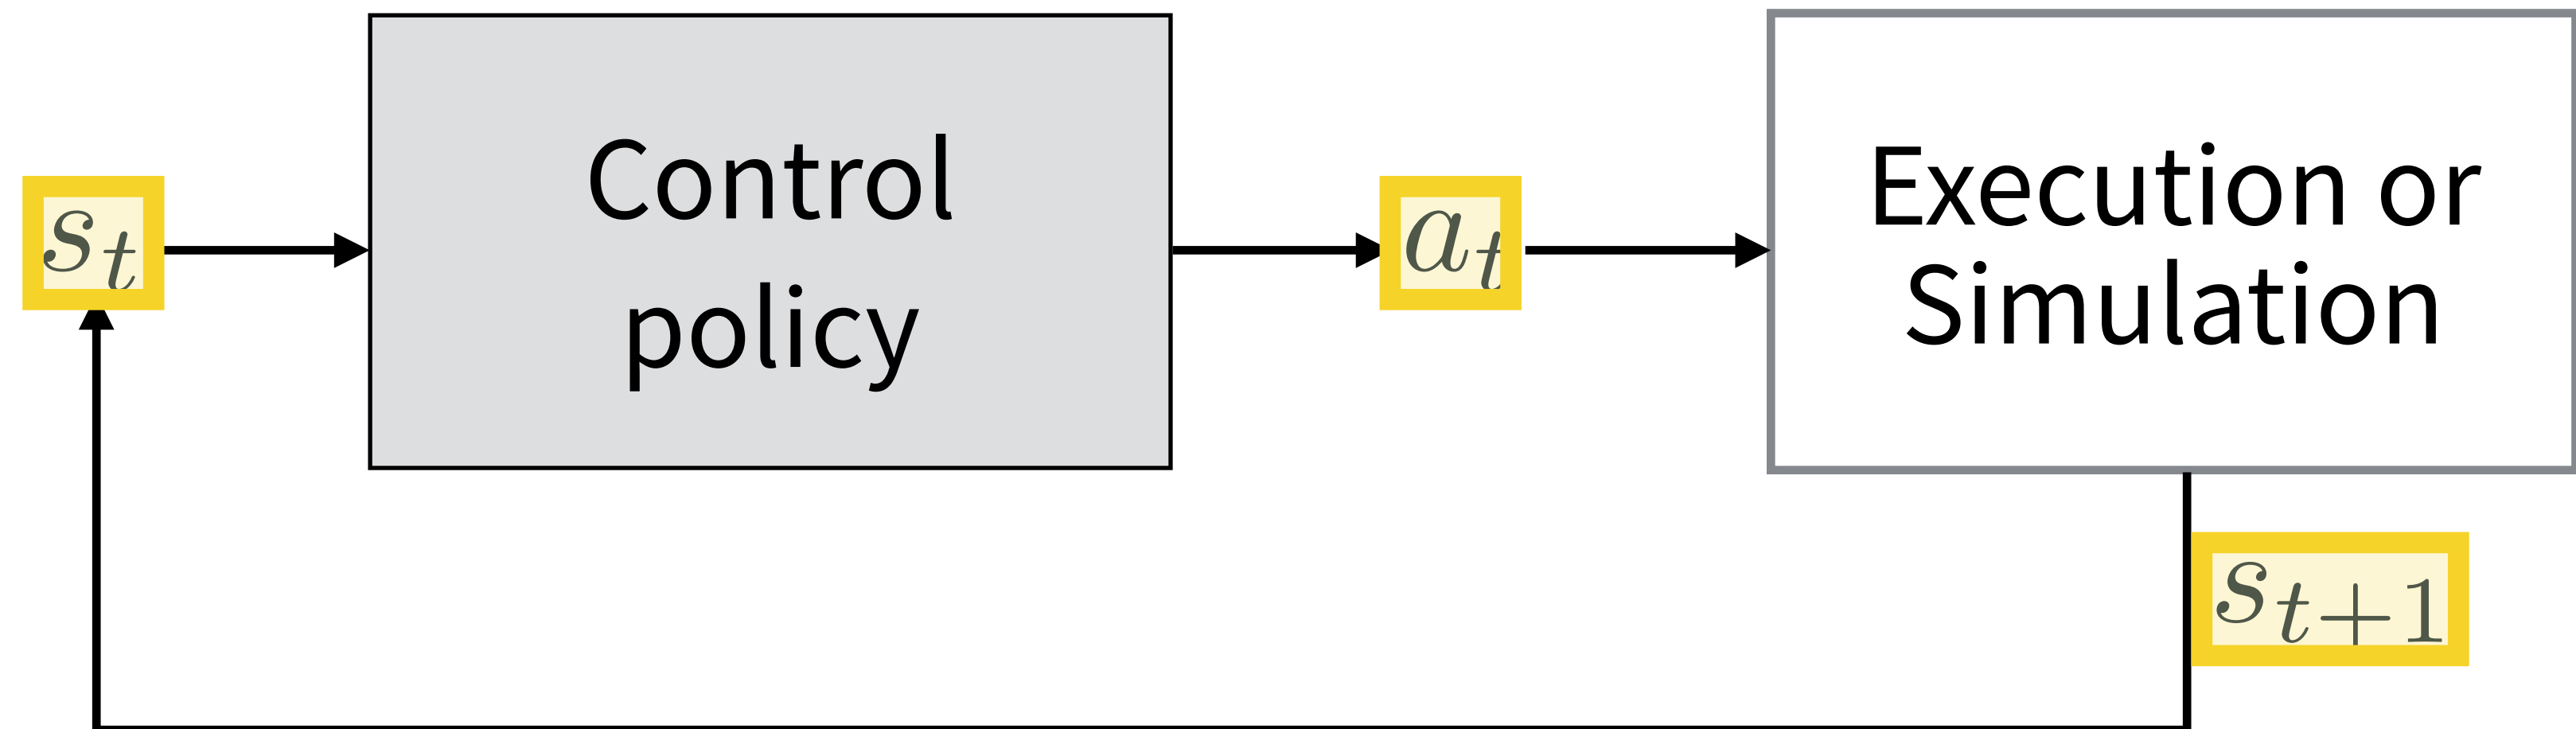 s_t
Control
policy
a_t
Execution or
Simulation
s_{t+1}